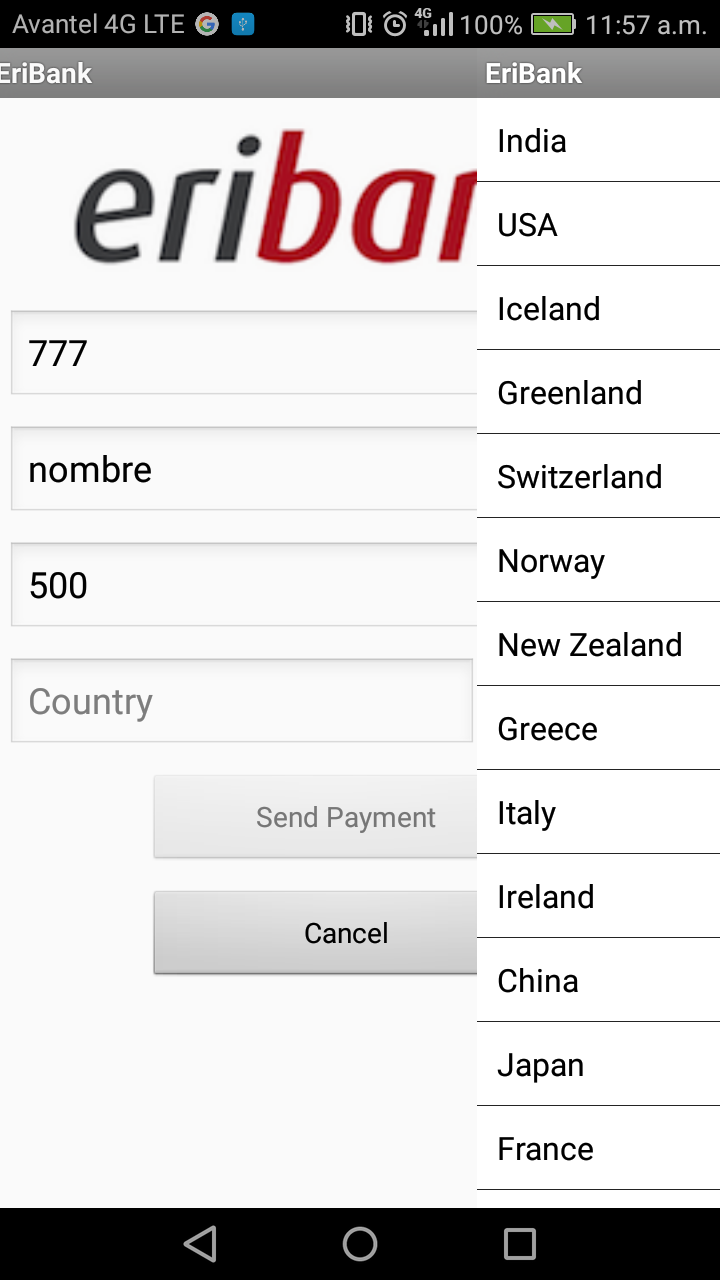 Avantel 4G LTE 4G 100% 11:57 a.m.
EriBank
eriban
777
nombre
500
Country
Send Payment
Cancel
EriBank
India
USA
Iceland
Greenland
Switzerland
Norway
New Zealand
Greece
Italy
Ireland
China
Japan
France